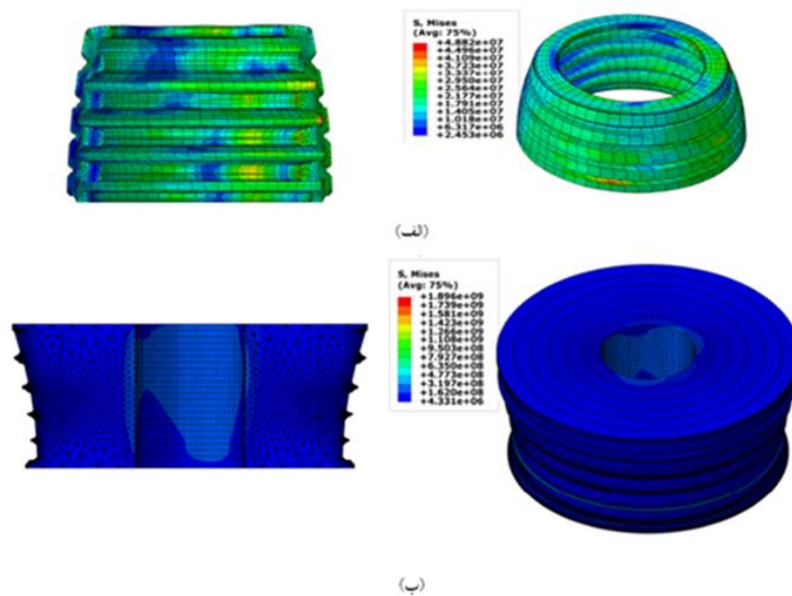 S, Mises
(Avg: 75%)
+4.882e+07
+4.496e+07
+4.109e+07
+3.723e+07
+3.337e+07
+2.950e+07
+2.564e+07
+2.177e+07
+1.791e+07
+1.405e+07
+1.018e+07
+6.317e+06
+2.453e+06
(الف)
S, Mises
(Avg: 75%)
+1.896e+09
+1.739e+09
+1.581e+09
+1.423e+09
+1.266e+09
+1.108e+09
+9.503e+08
+7.927e+08
+6.350e+08
+4.773e+08
+3.197e+08
+1.620e+08
+4.331e+06
(ب)